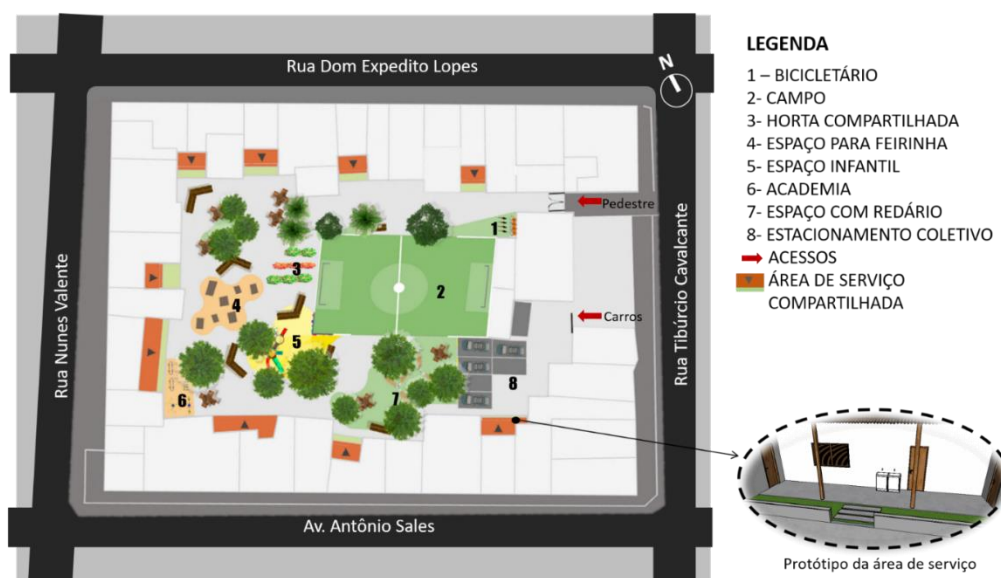 Rua Dom Expedito Lopes
N
Rua Nunes Valente
Rua Tibúrcio Cavalcante
Av. Antônio Sales
Pedestre
Carros
1
2
3
4
5
6
7
8
LEGENDA
1 – BICICLETÁRIO
2- CAMPO
3- HORTA COMPARTILHADA
4- ESPAÇO PARA FEIRINHA
5- ESPAÇO INFANTIL
6- ACADEMIA
7- ESPAÇO COM REDÁRIO
8- ESTACIONAMENTO COLETIVO
ACESSOS
ÁREA DE SERVIÇO
COMPARTILHADA
Protótipo da área de serviço